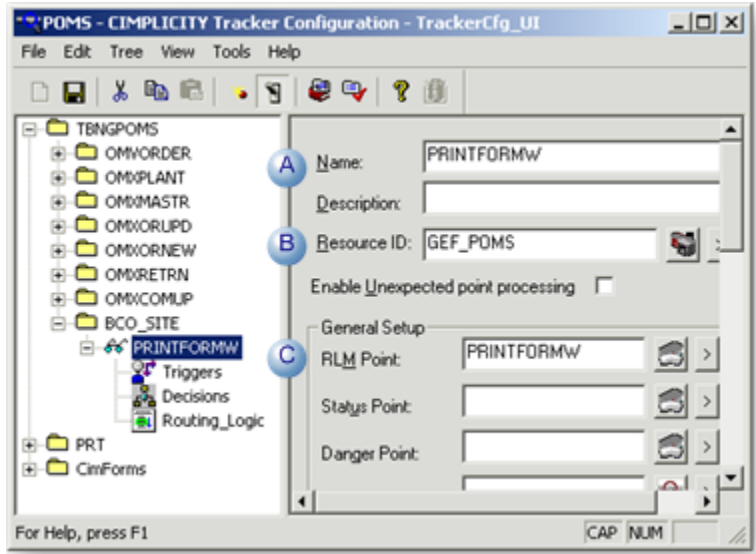 POMS - CIMPLICITY Tracker Configuration - TrackerCfg_UI
File Edit Tree View Tools Help
TBNGPOMS
OMVORDER
OMXPLANT
OMXMASTR
OMXORUPD
OMXORNEW
OMXRETRN
OMXCOMUP
BCO_SITE
PRINTFORMW
Triggers
Decisions
Routing_Logic
PRT
CimForms
A Name: PRINTFORMW
Description:
B Resource ID: GEF_POMS
Enable Unexpected point processing
General Setup
C RLM Point: PRINTFORMW
Status Point:
Danger Point:
For Help, press F1
CAP NUM